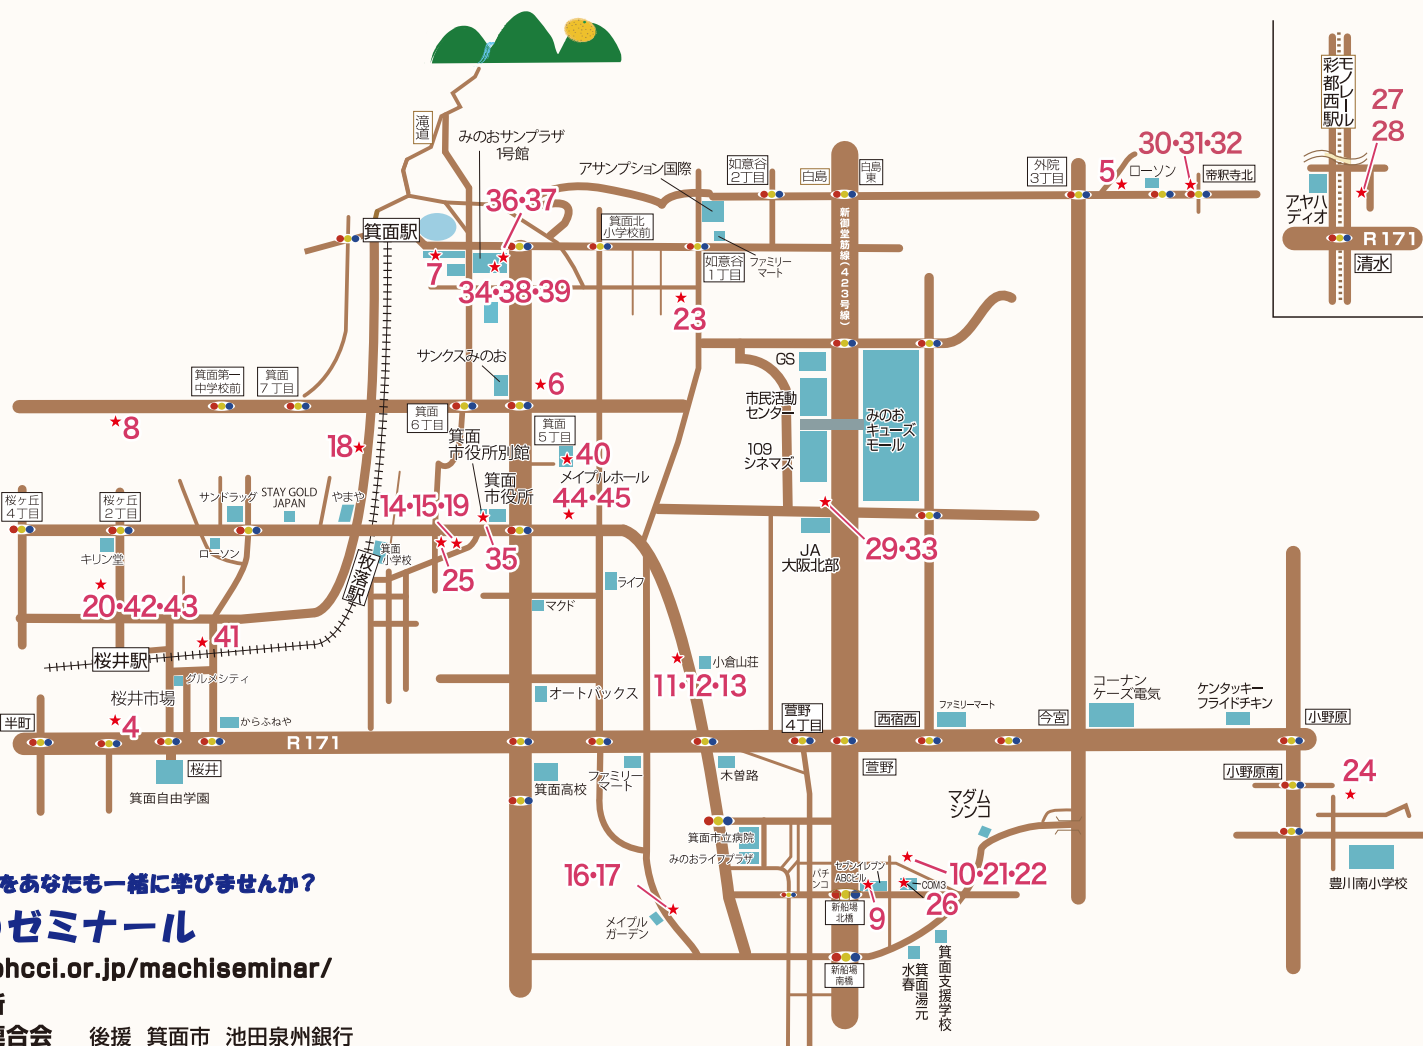 滝道
みのおサンプラザ
1号館
アサンプション国際
如意谷
2丁目
白島
白島
東
外院
3丁目
30・31・32
5
ローソン
帝釈寺北
モノレール
彩都西駅
27
28
アヤハ
ディオ
R171
清水
36・37
箕面駅
箕面北
小学校前
新御堂筋線(423号線)
7
34・38・39
如意谷
1丁目
ファミリー
マート
23
サンクスみのお
GS
市民活動
センター
109
シネマズ
みのお
キューズ
モール
箕面第一
中学校前
箕面
7丁目
6
8
箕面
6丁目
箕面
5丁目
18
箕面
市役所別館
40
メイプルホール
44・45
箕面
市役所
桜ヶ丘
4丁目
桜ヶ丘
2丁目
サンドラッグ
STAY GOLD
JAPAN
やまや
14・15・19
キリン堂
ローソン
箕面
小学校
35
25
牧落駅
29・33
JA
大阪北部
20・42・43
ライフ
マクド
41
桜井駅
グルメシティ
桜井市場
小倉山荘
11・12・13
オートバックス
4
からふねや
半町
R171
萱野
4丁目
西宿西
ファミリーマート
今宮
コーナン
ケーズ電気
ケンタッキー
フライドチキン
小野原
桜井
箕面自由学園
箕面高校
ファミリー
マート
木曽路
萱野
小野原南
24
マダム
シンコ
箕面市立病院
みのおライフプラザ
パチ
ンコ
セブンイレブン
ABCビル
COM3
10・21・22
26
9
16・17
メイプル
ガーデン
新船場
北橋
新船場
南橋
箕面湯元
水春
箕面支援学校
豊川南小学校
をあなたも一緒に学びませんか?
ゼミナール
hcci.or.jp/machiseminar/
所
連合会 後援 箕面市 池田泉州銀行